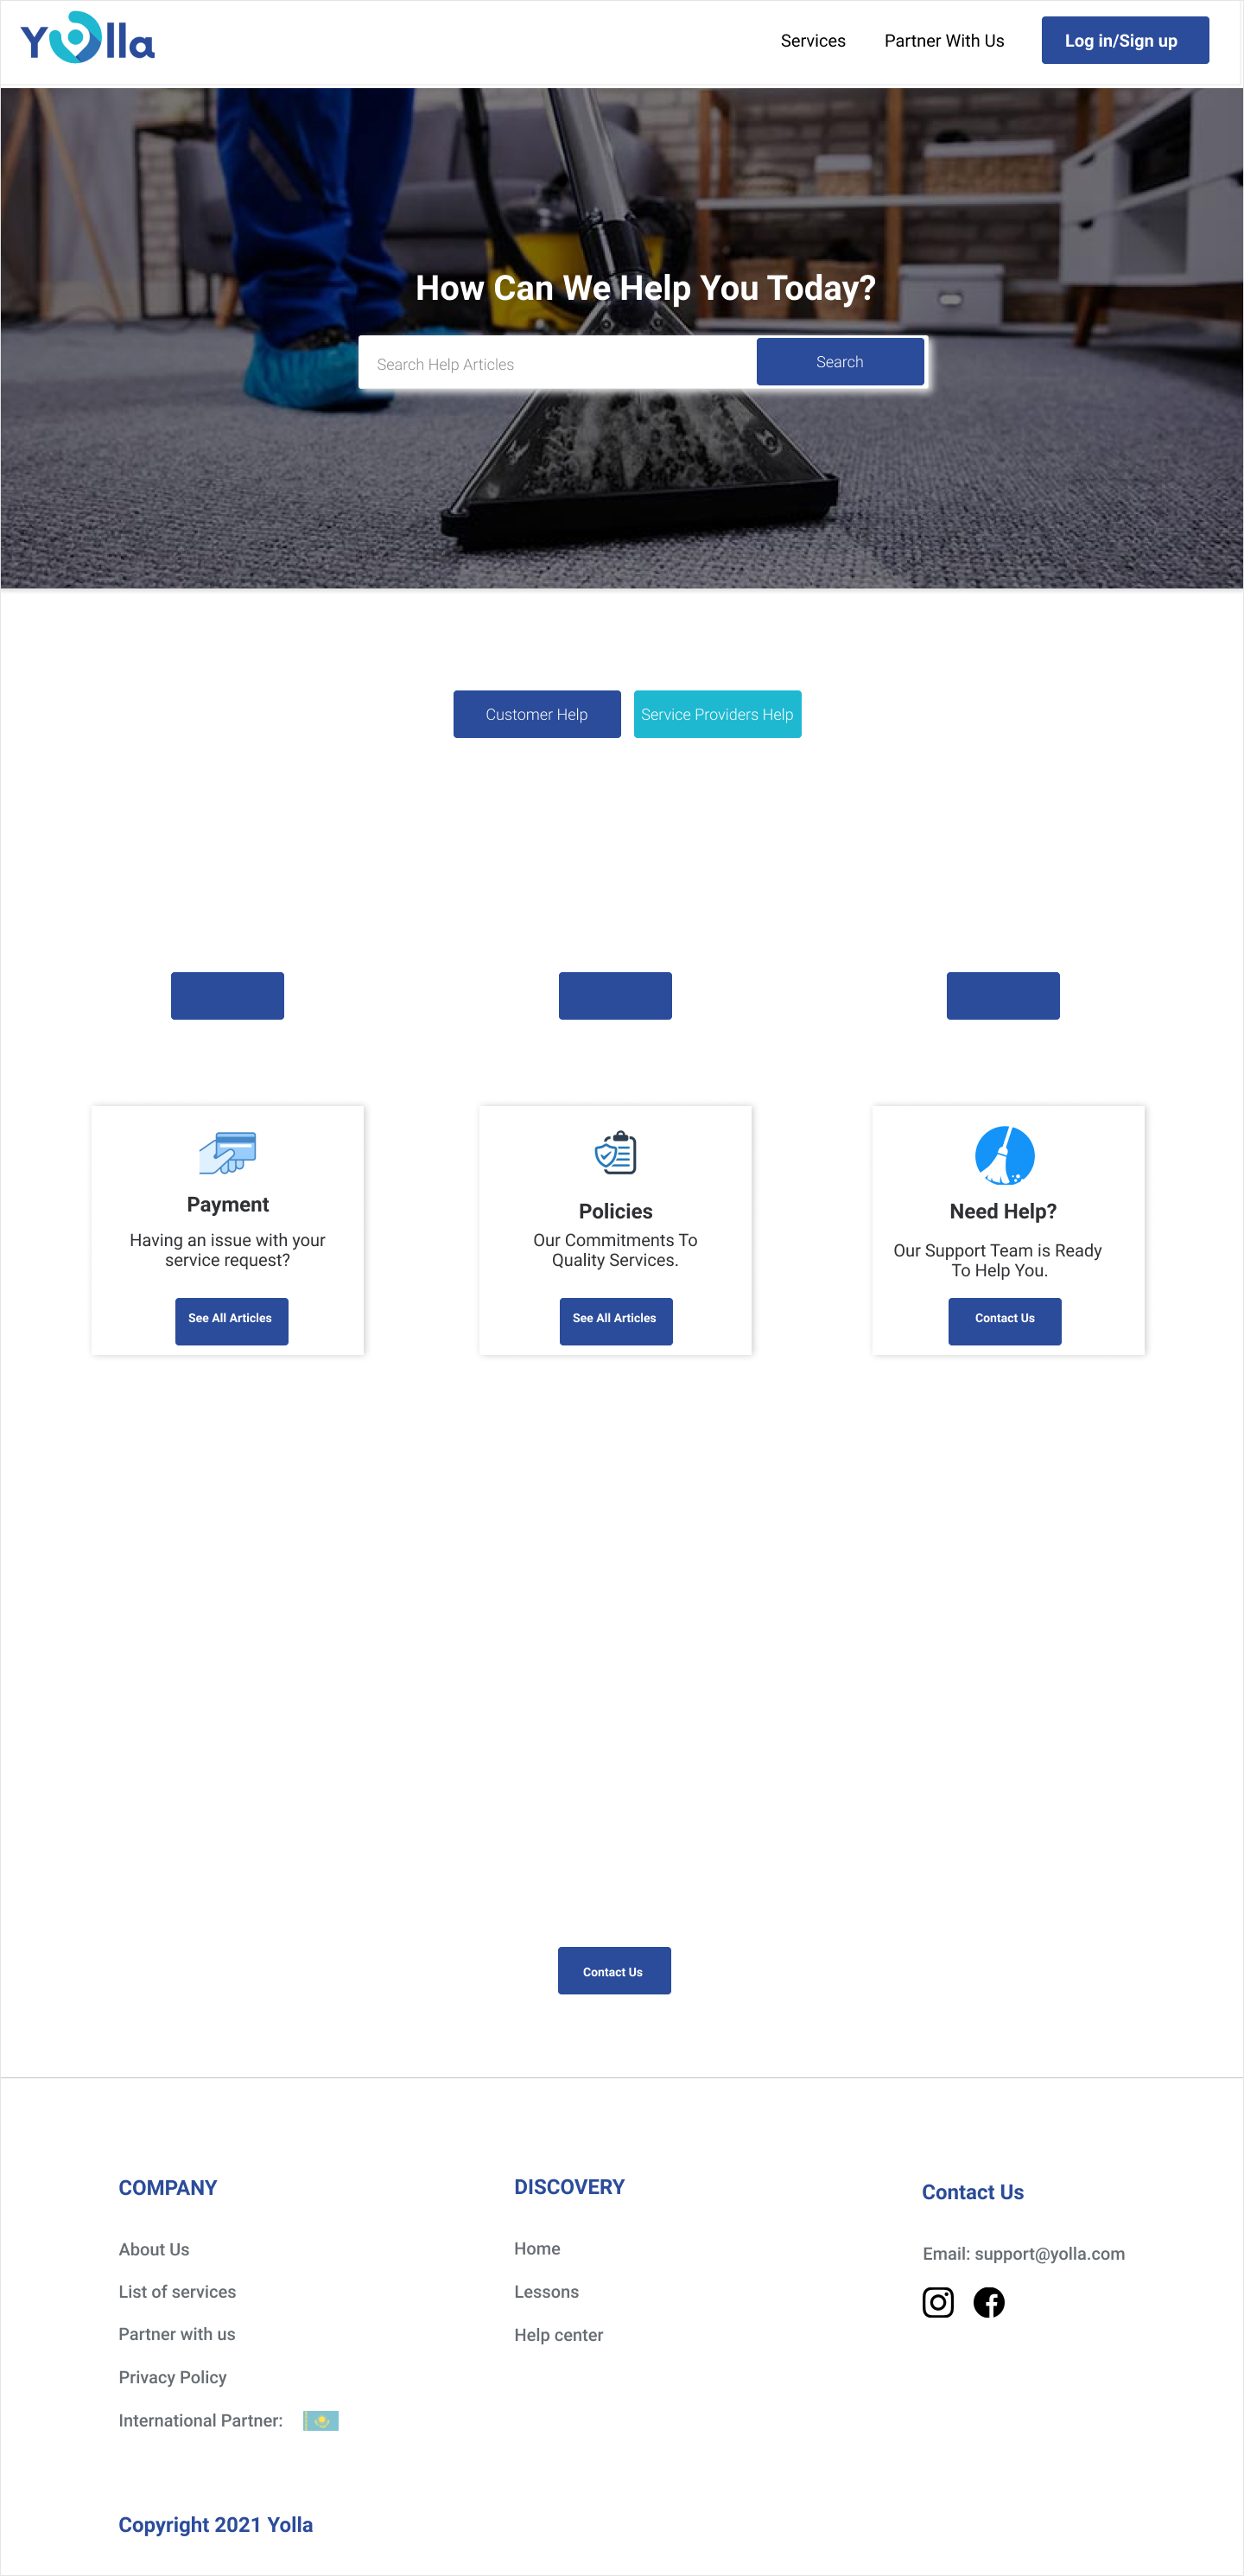 Yolla
Services
Partner With Us
Log in/Sign up
How Can We Help You Today?
Search Help Articles
Search
Customer Help
Service Providers Help
Payment
Having an issue with your
service request?
See All Articles
Policies
Our Commitments To
Quality Services.
See All Articles
Need Help?
Our Support Team is Ready
To Help You.
Contact Us
Contact Us
COMPANY
About Us
List of services
Partner with us
Privacy Policy
International Partner:
DISCOVERY
Home
Lessons
Help center
Contact Us
Email: support@yolla.com
Copyright 2021 Yolla